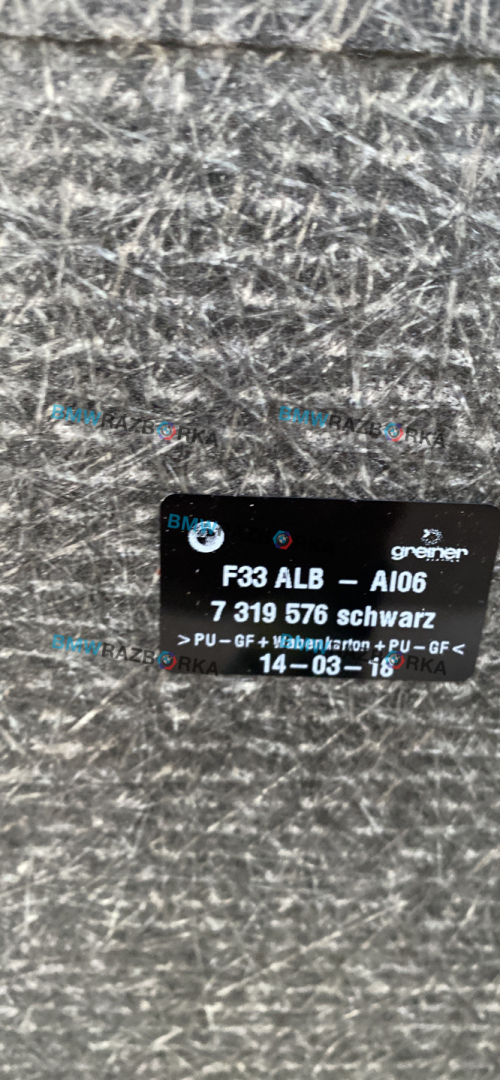 BMWRAZBORKA BMWRAZBORKA
greiner
F33 ALB – AI06
7 319 576 schwarz
>PU–GF+Wabenkarton+PU–GF<
14–03–18
BMWRAZBORKA